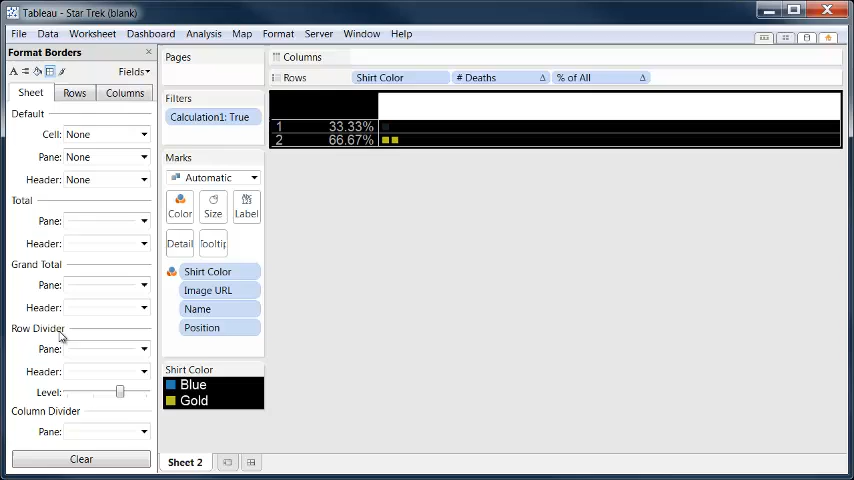 Tableau - Star Trek (blank)
File Data Worksheet Dashboard Analysis Map Format Server Window Help
Format Borders
Fields
Sheet Rows Columns
Default
Cell: None
Pane: None
Header: None
Total
Pane:
Header:
Grand Total
Pane:
Header:
Row Divider
Pane:
Header:
Level:
Column Divider
Pane:
Clear
Pages
Filters
Calculation1: True
Marks
Automatic
Color Size Label
Abc
123
Detail Tooltip
Shirt Color
Image URL
Name
Position
Shirt Color
Blue
Gold
Columns
Rows Shirt Color # Deaths Δ % of All Δ
1 33.33%
2 66.67%
Sheet 2